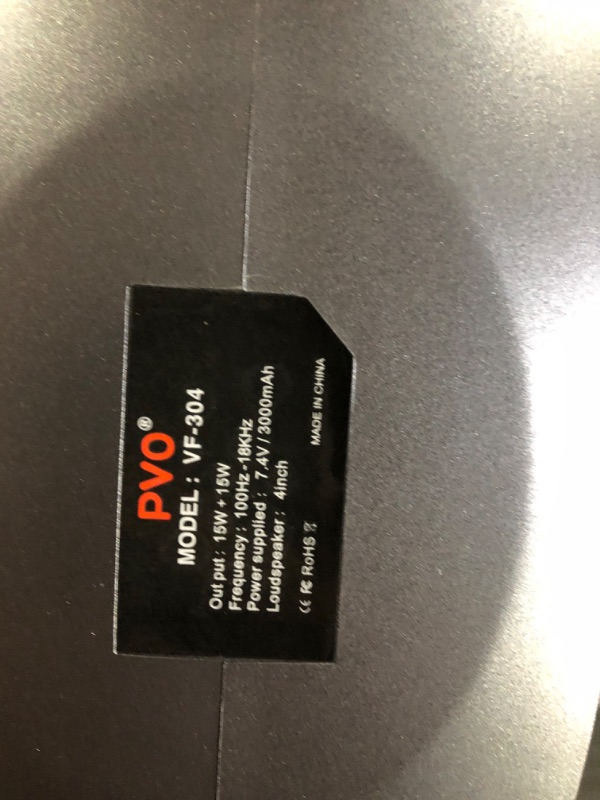 PVO®
MODEL : VF-304
Out put : 15W + 15W
Frequency : 100Hz -18KHz
Power supplied : 7.4V / 3000mAh
Loudspeaker : 4inch
CE FC RoHS
MADE IN CHINA